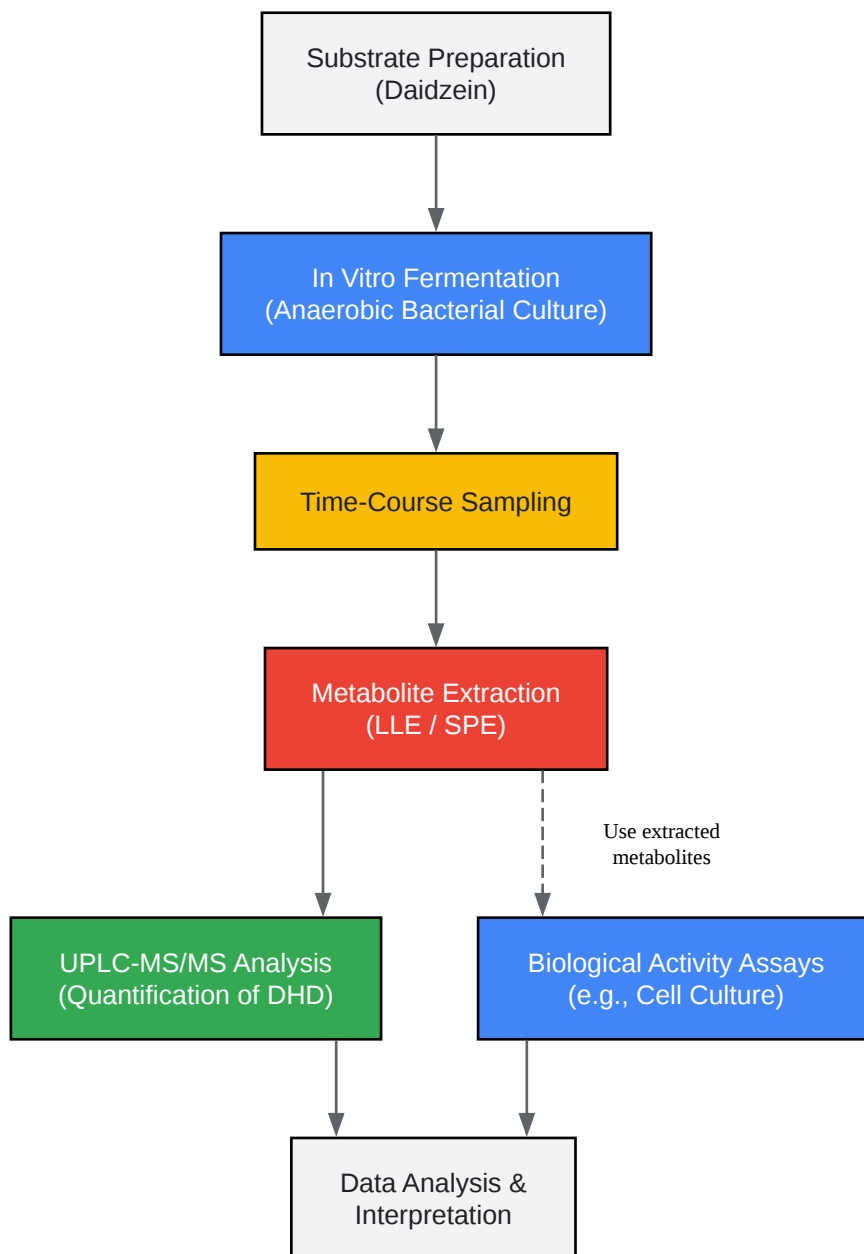 Substrate Preparation
(Daidzein)
In Vitro Fermentation
(Anaerobic Bacterial Culture)
Time-Course Sampling
Metabolite Extraction
(LLE / SPE)
Use extracted
metabolites
UPLC-MS/MS Analysis
(Quantification of DHD)
Biological Activity Assays
(e.g., Cell Culture)
Data Analysis &
Interpretation